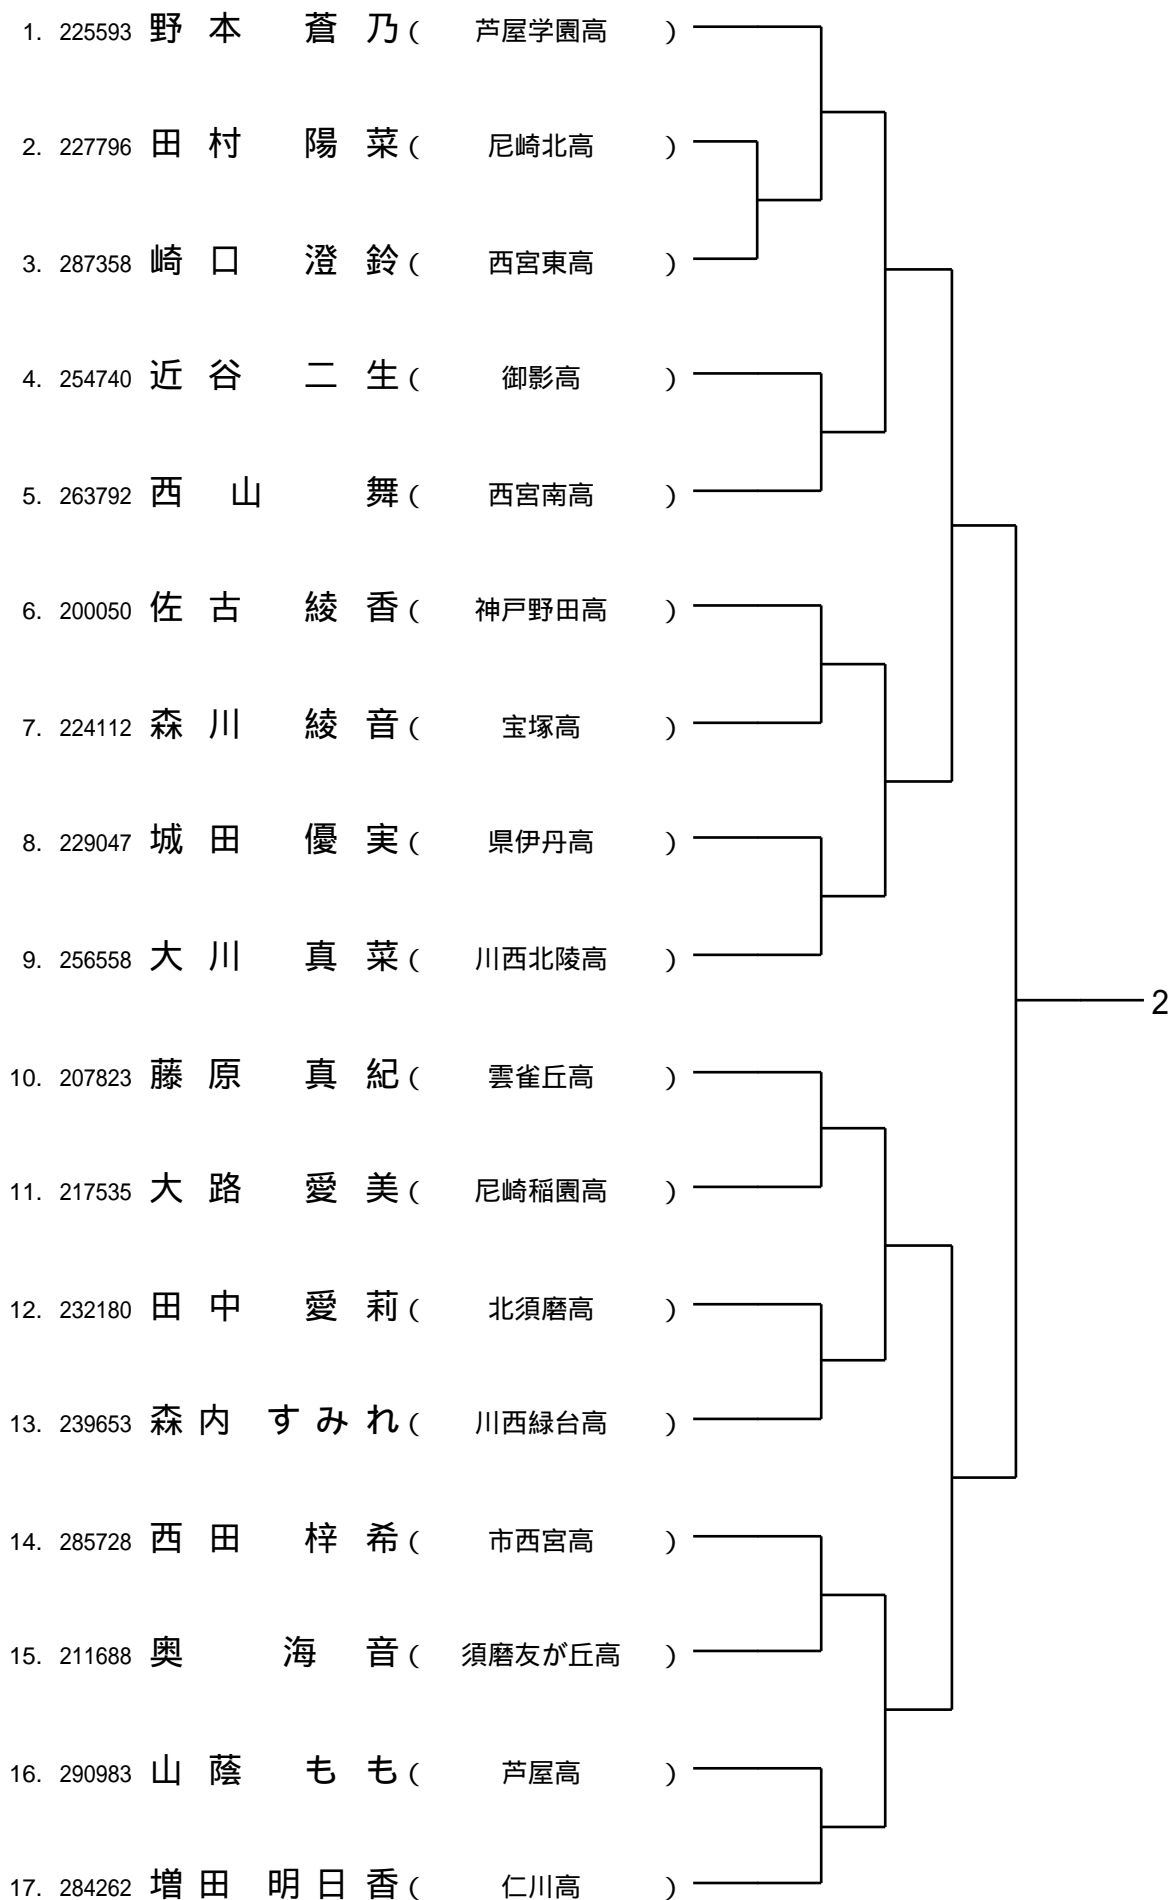 1. 225593 野本 蒼乃 ( 芦屋学園高 )
2. 227796 田村 陽菜 ( 尼崎北高 )
3. 287358 崎口 澄鈴 ( 西宮東高 )
4. 254740 近谷 二生 ( 御影高 )
5. 263792 西山 舞 ( 西宮南高 )
6. 200050 佐古 綾香 ( 神戸野田高 )
7. 224112 森川 綾音 ( 宝塚高 )
8. 229047 城田 優実 ( 県伊丹高 )
9. 256558 大川 真菜 ( 川西北陵高 )
2
10. 207823 藤原 真紀 ( 雲雀丘高 )
11. 217535 大路 愛美 ( 尼崎稲園高 )
12. 232180 田中 愛莉 ( 北須磨高 )
13. 239653 森内 すみれ ( 川西緑台高 )
14. 285728 西田 梓希 ( 市西宮高 )
15. 211688 奥 海音 ( 須磨友が丘高 )
16. 290983 山蔭 もも ( 芦屋高 )
17. 284262 増田 明日香 ( 仁川高 )